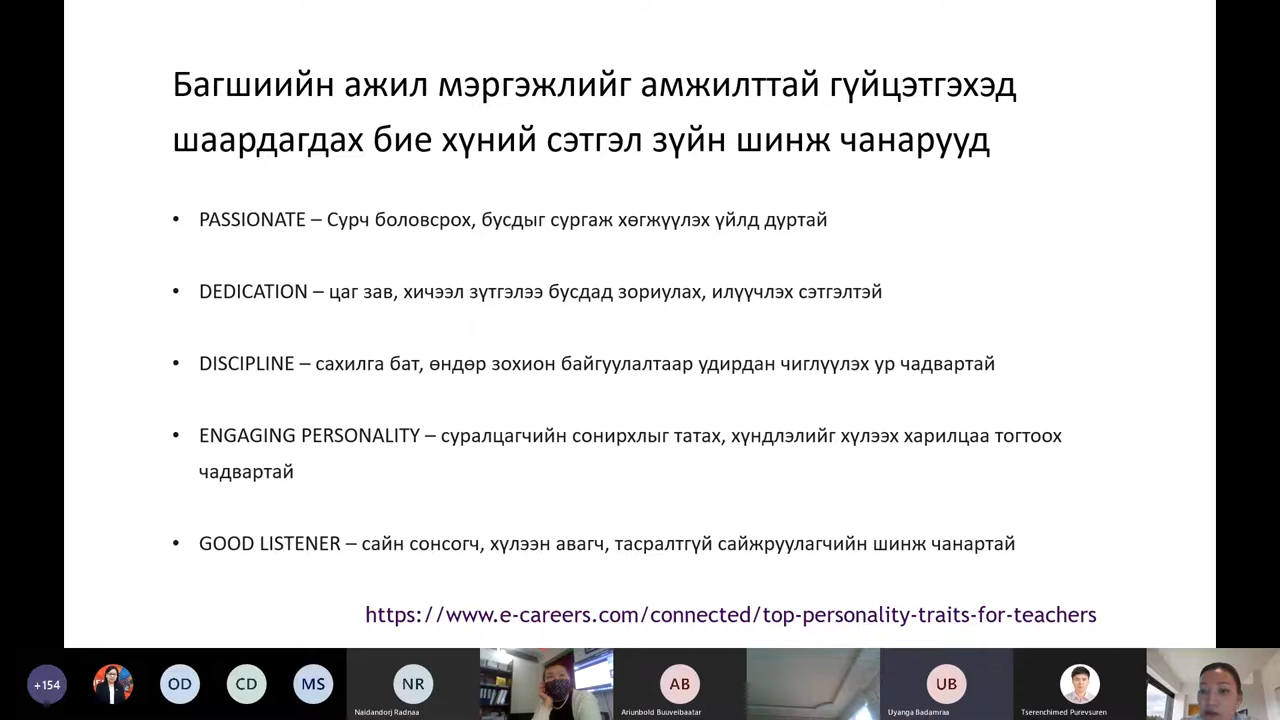 Багшиийн ажил мэргэжлийг амжилттай гүйцэтгэхэд
шаардагдах бие хүний сэтгэл зүйн шинж чанарууд
• PASSIONATE – Сурч боловсрох, бусдыг сургаж хөгжүүлэх үйлд дуртай
• DEDICATION – цаг зав, хичээл зүтгэлээ бусдад зориулах, илүүчлэх сэтгэлтэй
• DISCIPLINE – сахилга бат, өндөр зохион байгуулалтаар удирдан чиглүүлэх ур чадвартай
• ENGAGING PERSONALITY – суралцагчийн сонирхлыг татах, хүндлэлийг хүлээх харилцаа тогтоох
чадвартай
• GOOD LISTENER – сайн сонсогч, хүлээн авагч, тасралтгүй сайжруулагчийн шинж чанартай
https://www.e-careers.com/connected/top-personality-traits-for-teachers
+154
OD
CD
MS
NR
Naidandorj Radnaa
AB
Ariunbold Buuveibaatar
UB
Uyanga Badamraa
Tserenchimed Purevsuren